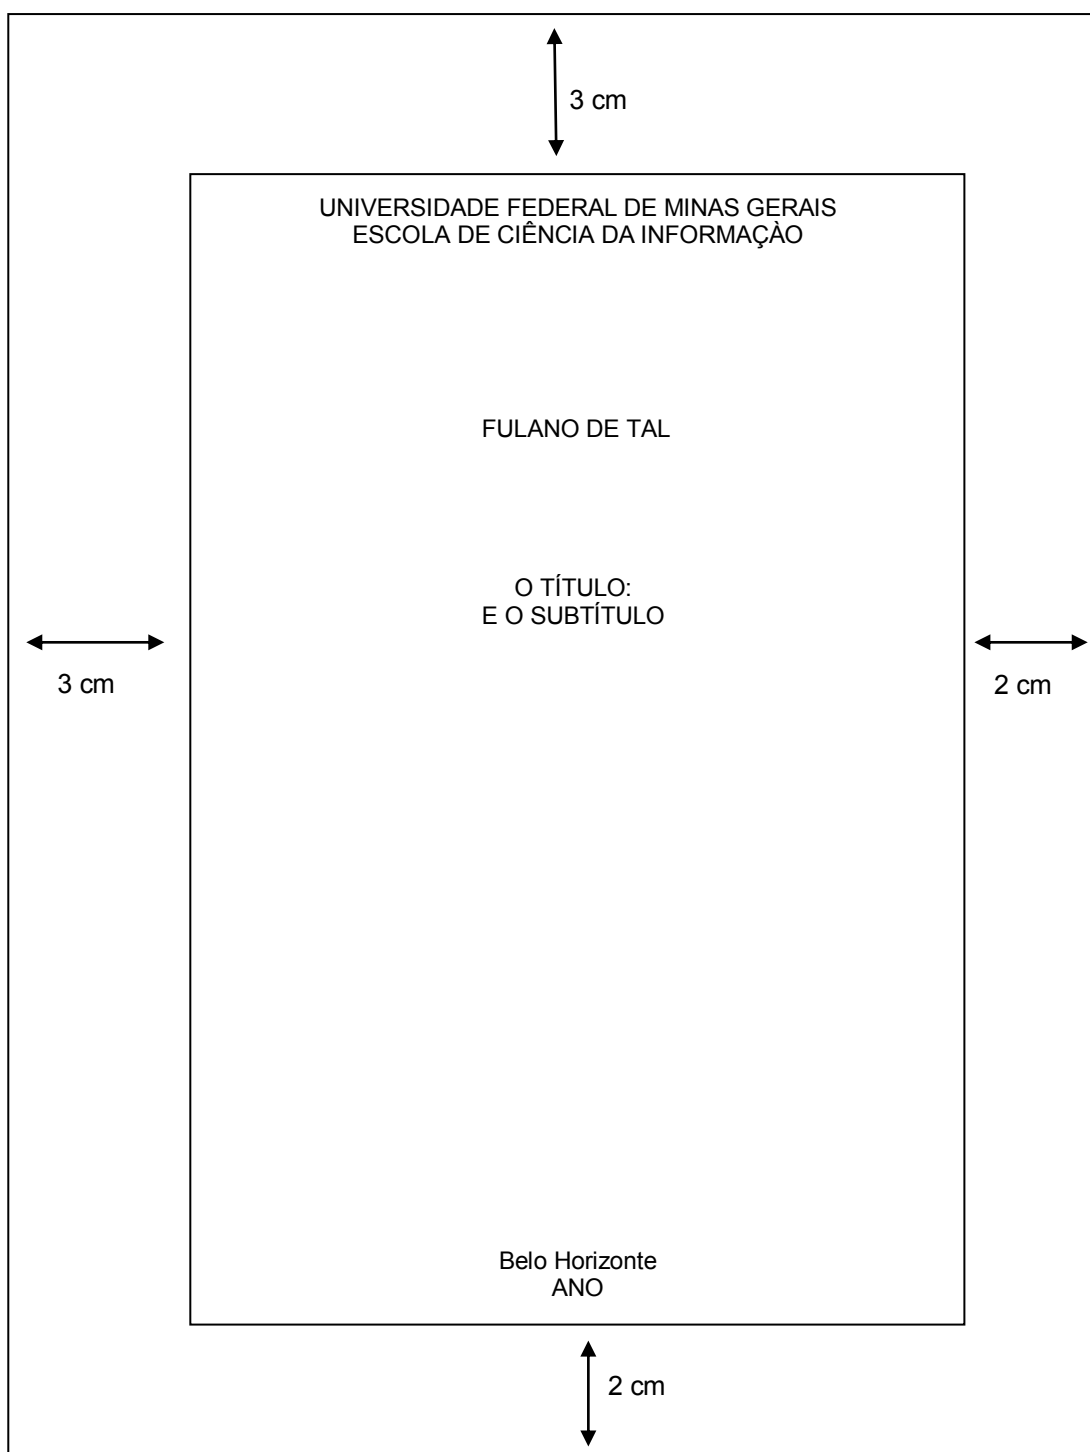 3 cm
UNIVERSIDADE FEDERAL DE MINAS GERAIS
ESCOLA DE CIÊNCIA DA INFORMAÇÀO
FULANO DE TAL
O TÍTULO:
E O SUBTÍTULO
3 cm
2 cm
Belo Horizonte
ANO
2 cm